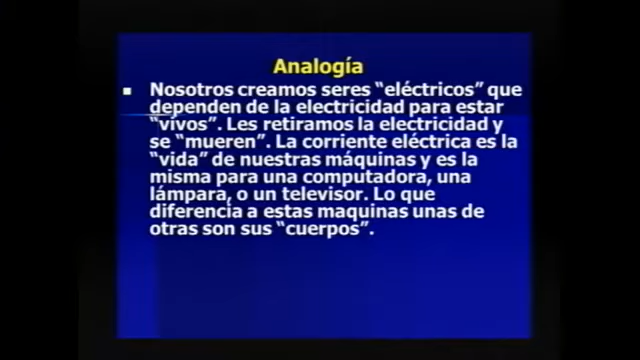 Analogía
Nosotros creamos seres “eléctricos” que
dependen de la electricidad para estar
“vivos”. Les retiramos la electricidad y
se “mueren”. La corriente eléctrica es la
“vida” de nuestras máquinas y es la
misma para una computadora, una
lámpara, o un televisor. Lo que
diferencia a estas maquinas unas de
otras son sus “cuerpos”.